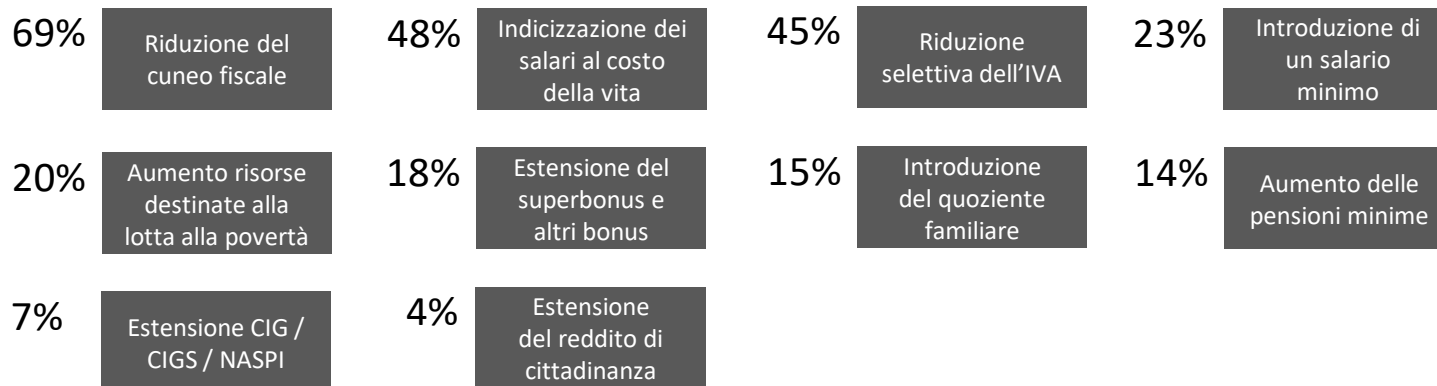 69%
Riduzione del
cuneo fiscale
48%
Indicizzazione dei
salari al costo
della vita
45%
Riduzione
selettiva dell’IVA
23%
Introduzione di
un salario
minimo
20%
Aumento risorse
destinate alla
lotta alla povertà
18%
Estensione del
superbonus e
altri bonus
15%
Introduzione
del quoziente
familiare
14%
Aumento delle
pensioni minime
7%
Estensione CIG /
CIGS / NASPI
4%
Estensione
del reddito di
cittadinanza